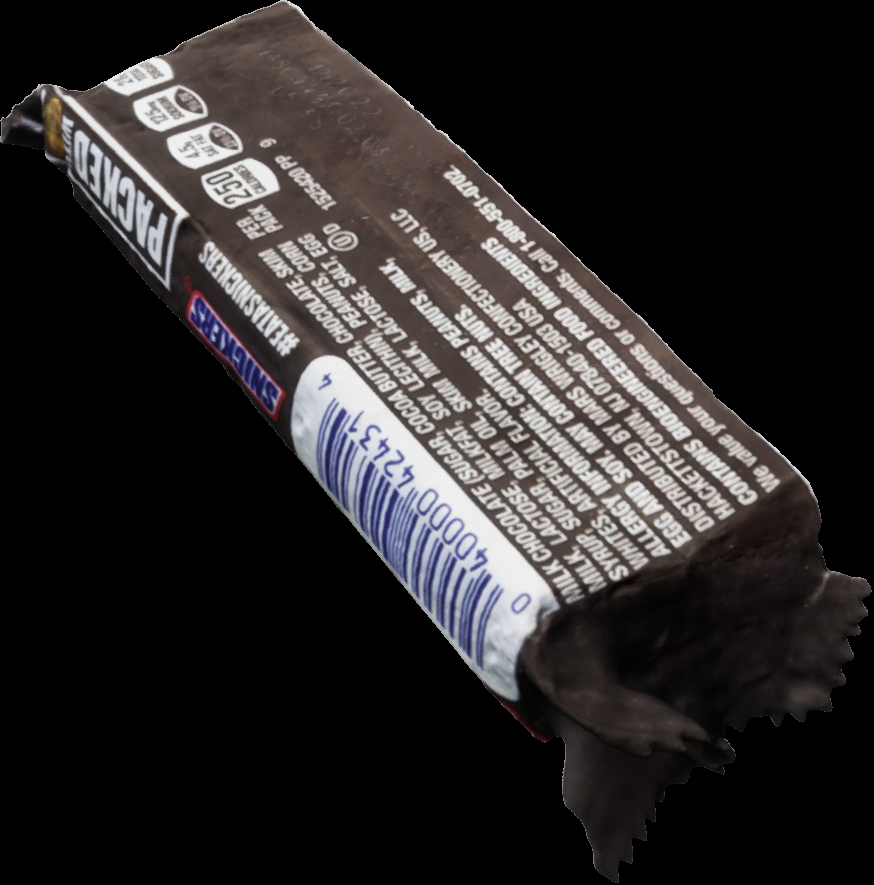 PACKED
SNICKERS
#EATASNICKERS
250
CALORIES
PER
PACK
4.5g
SAT FAT
1525420 PP 9
D
MILK CHOCOLATE (SUGAR, COCOA BUTTER, CHOCOLATE, SKIM
MILK, LACTOSE, MILKFAT, SOY LECITHIN), PEANUTS, CORN
SYRUP, SUGAR, PALM OIL, SKIM MILK, LACTOSE, SALT, EGG
WHITES, ARTIFICIAL FLAVOR. CONTAINS PEANUTS, MILK,
EGG AND SOY. MAY CONTAIN TREE NUTS.
ALLERGY INFORMATION:
DISTRIBUTED BY MARS WRIGLEY CONFECTIONERY US, LLC
HACKETTSTOWN, NJ 07840-1503 USA
CONTAINS BIOENGINEERED FOOD INGREDIENTS
We value your questions or comments. Call 1-800-551-0702.
0 40000 42431 4